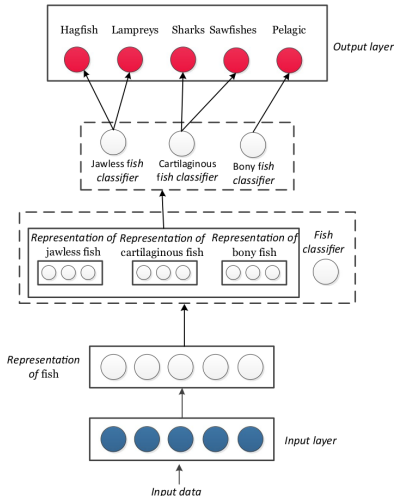 Hagfish Lampreys Sharks Sawfishes Pelagic
Output layer
Jawless fish classifier
Cartilaginous fish classifier
Bony fish classifier
Representation of jawless fish
Representation of cartilaginous fish
Representation of bony fish
Fish classifier
Representation of fish
Input layer
Input data